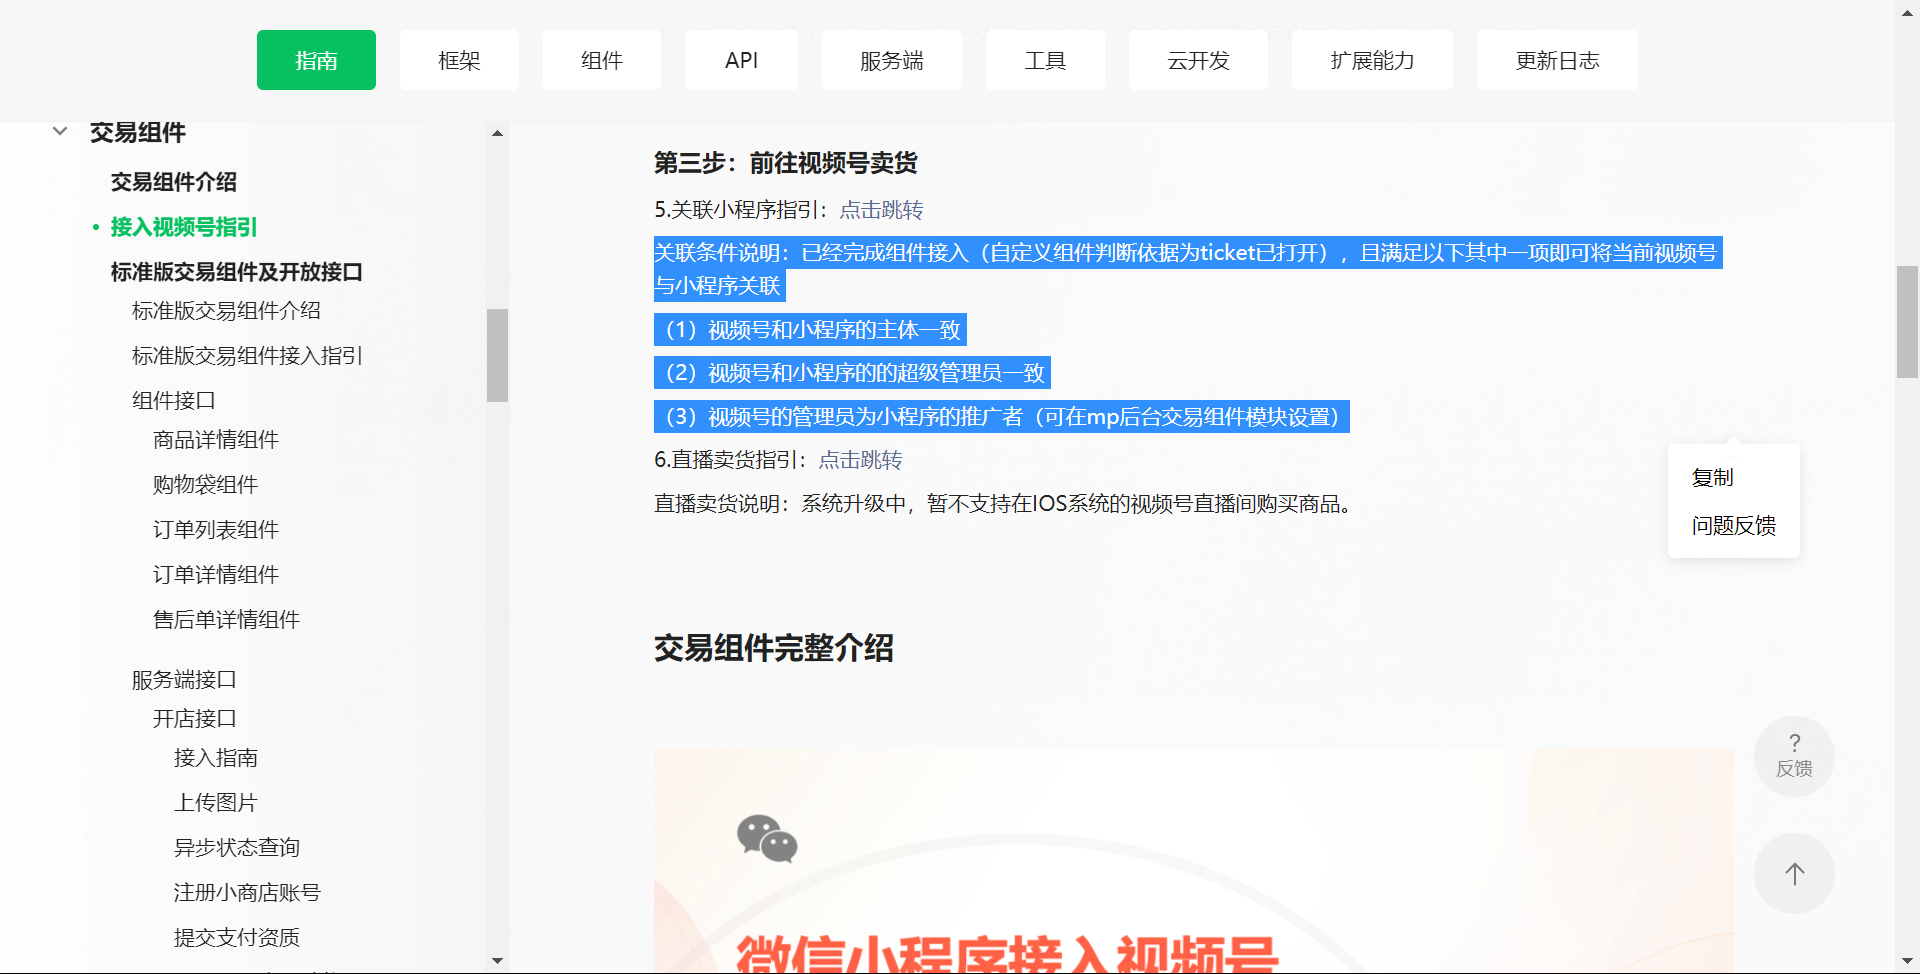 指南
框架
组件
API
服务端
工具
云开发
扩展能力
更新日志
交易组件
交易组件介绍
接入视频号指引
标准版交易组件及开放接口
标准版交易组件介绍
标准版交易组件接入指引
组件接口
商品详情组件
购物袋组件
订单列表组件
订单详情组件
售后单详情组件
服务端接口
开店接口
接入指南
上传图片
异步状态查询
注册小商店账号
提交支付资质
第三步：前往视频号卖货
5.关联小程序指引：点击跳转
关联条件说明：已经完成组件接入（自定义组件判断依据为ticket已打开），且满足以下其中一项即可将当前视频号
与小程序关联
（1）视频号和小程序的主体一致
（2）视频号和小程序的的超级管理员一致
（3）视频号的管理员为小程序的推广者（可在mp后台交易组件模块设置）
6.直播卖货指引：点击跳转
直播卖货说明：系统升级中，暂不支持在IOS系统的视频号直播间购买商品。
复制
问题反馈
交易组件完整介绍
?
反馈
微信小程序接入视频号